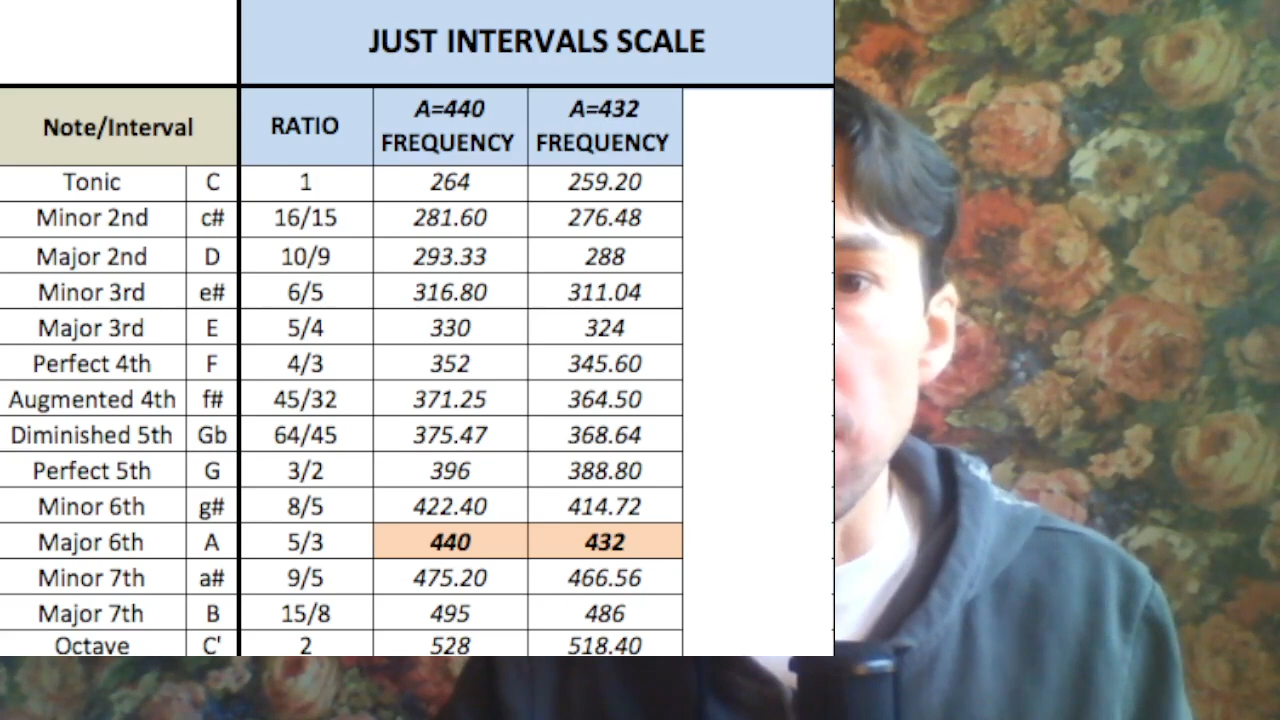 JUST INTERVALS SCALE
Note/Interval RATIO A=440 FREQUENCY A=432 FREQUENCY
Tonic C 1 264 259.20
Minor 2nd c# 16/15 281.60 276.48
Major 2nd D 10/9 293.33 288
Minor 3rd e# 6/5 316.80 311.04
Major 3rd E 5/4 330 324
Perfect 4th F 4/3 352 345.60
Augmented 4th f# 45/32 371.25 364.50
Diminished 5th Gb 64/45 375.47 368.64
Perfect 5th G 3/2 396 388.80
Minor 6th g# 8/5 422.40 414.72
Major 6th A 5/3 440 432
Minor 7th a# 9/5 475.20 466.56
Major 7th B 15/8 495 486
Octave C' 2 528 518.40